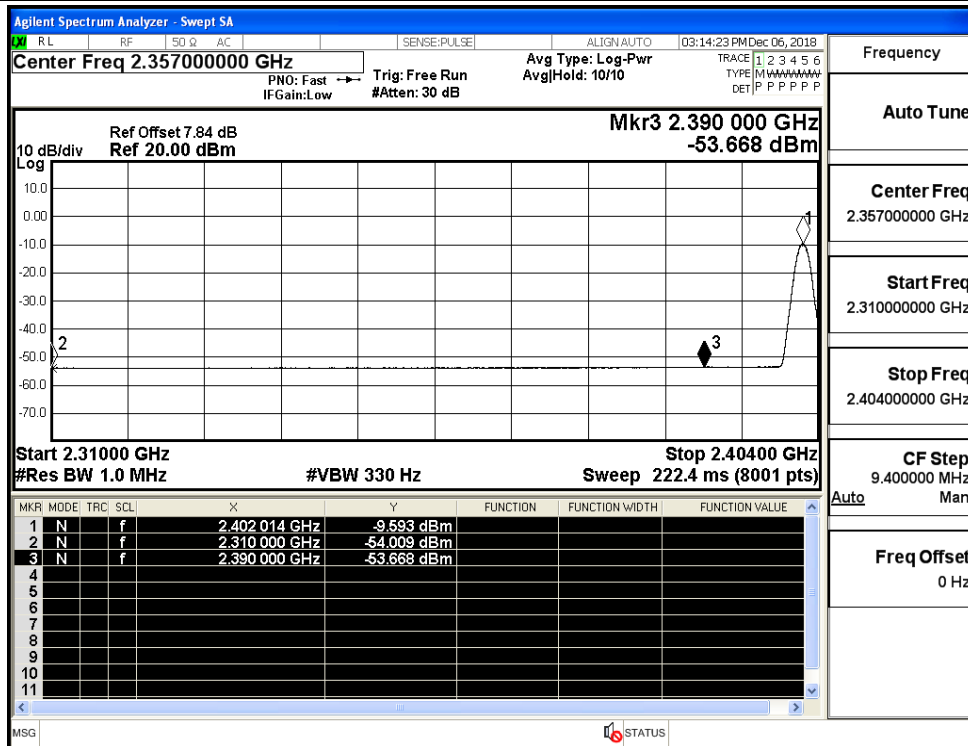 Agilent Spectrum Analyzer - Swept SA
LXI RL RF 50 Ω AC SENSE:PULSE ALIGN AUTO 03:14:23 PM Dec 06, 2018
Center Freq 2.357000000 GHz
PNO: Fast
IFGain:Low
Trig: Free Run
#Atten: 30 dB
Avg Type: Log-Pwr
Avg|Hold: 10/10
TRACE 1 2 3 4 5 6
TYPE M WWWWW
DET P P P P P P
Ref Offset 7.84 dB
10 dB/div Ref 20.00 dBm
Log
Mkr3 2.390 000 GHz
-53.668 dBm
10.0
0.00
-10.0
-20.0
-30.0
-40.0
-50.0
-60.0
-70.0
1
2
3
Start 2.31000 GHz Stop 2.40400 GHz
#Res BW 1.0 MHz #VBW 330 Hz Sweep 222.4 ms (8001 pts)
MKR MODE TRC SCL X Y FUNCTION FUNCTION WIDTH FUNCTION VALUE
1 N f 2.402 014 GHz -9.593 dBm
2 N f 2.310 000 GHz -54.009 dBm
3 N f 2.390 000 GHz -53.668 dBm
4
5
6
7
8
9
10
11
MSG STATUS
Frequency
Auto Tune
Center Freq
2.357000000 GHz
Start Freq
2.310000000 GHz
Stop Freq
2.404000000 GHz
CF Step
9.400000 MHz
Auto Man
Freq Offset
0 Hz